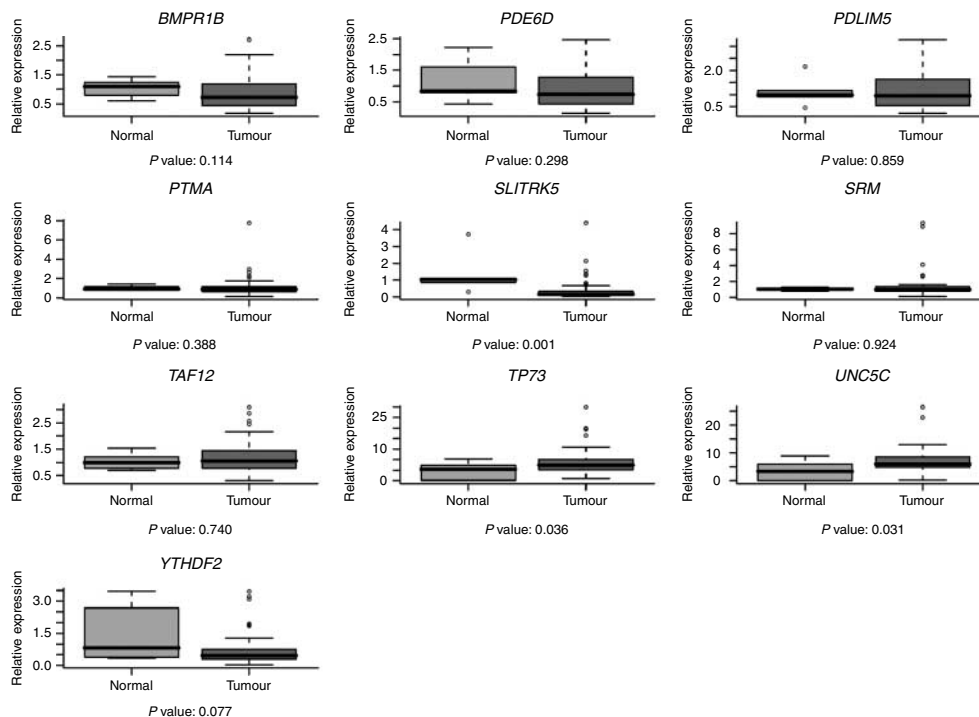 BMPR1B
Relative expression
2.5
1.5
0.5
Normal
Tumour
P value: 0.114
PDE6D
Relative expression
2.5
1.5
0.5
Normal
Tumour
P value: 0.298
PDLIM5
Relative expression
2.0
0.5
Normal
Tumour
P value: 0.859
PTMA
Relative expression
8
6
4
2
0
Normal
Tumour
P value: 0.388
SLITRK5
Relative expression
4
3
2
1
0
Normal
Tumour
P value: 0.001
SRM
Relative expression
8
6
4
2
0
Normal
Tumour
P value: 0.924
TAF12
Relative expression
2.5
1.5
0.5
Normal
Tumour
P value: 0.740
TP73
Relative expression
25
10
0
Normal
Tumour
P value: 0.036
UNC5C
Relative expression
20
10
0
Normal
Tumour
P value: 0.031
YTHDF2
Relative expression
3.0
1.5
0.0
Normal
Tumour
P value: 0.077